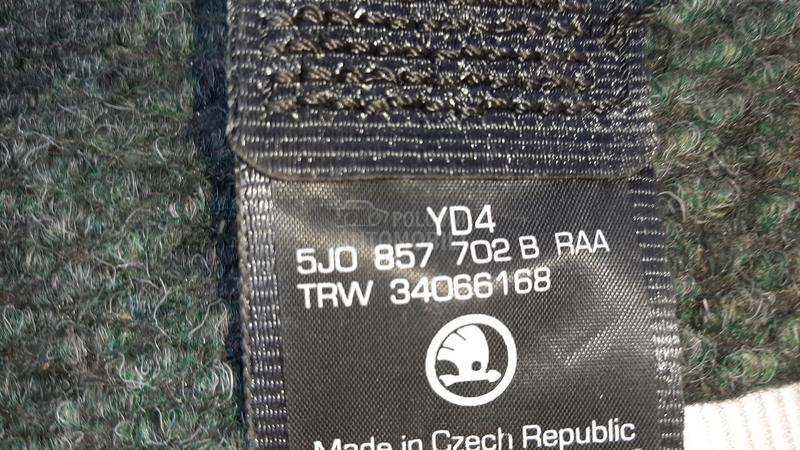 YD4
5J0 857 702 B RAA
TRW 34066168
Made in Czech Republic